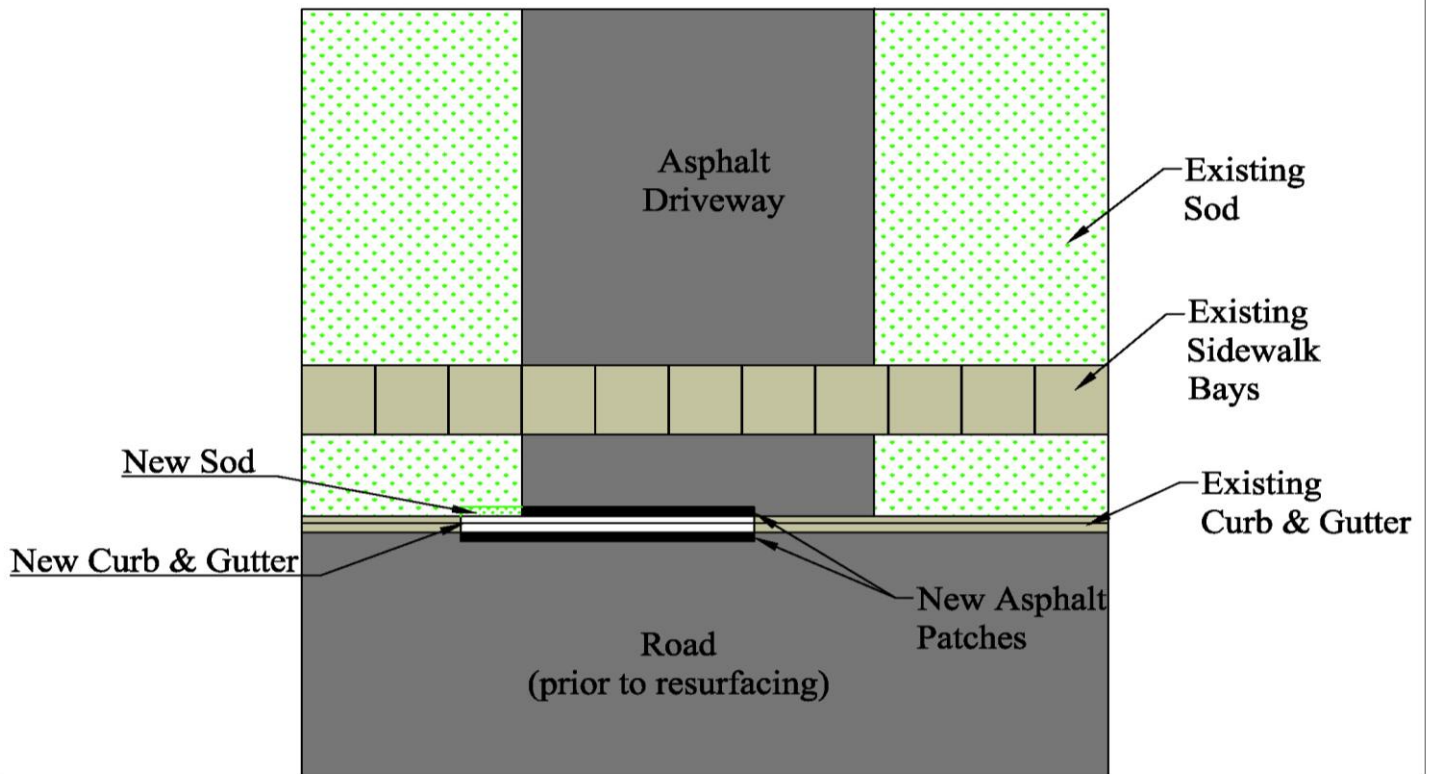 Asphalt
Driveway
Existing
Sod
Existing
Sidewalk
Bays
New Sod
Existing
Curb & Gutter
New Curb & Gutter
New Asphalt
Patches
Road
(prior to resurfacing)